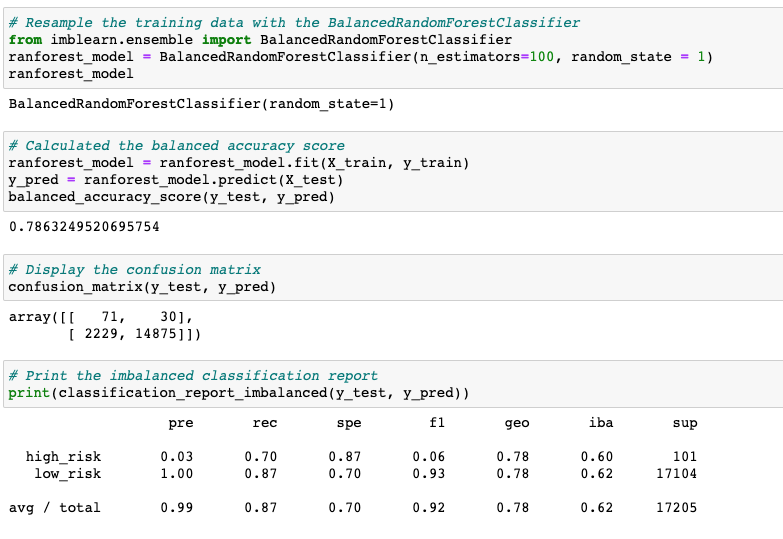 # Resample the training data with the BalancedRandomForestClassifier
from imblearn.ensemble import BalancedRandomForestClassifier
ranforest_model = BalancedRandomForestClassifier(n_estimators=100, random_state = 1)
ranforest_model
BalancedRandomForestClassifier(random_state=1)
# Calculated the balanced accuracy score
ranforest_model = ranforest_model.fit(X_train, y_train)
y_pred = ranforest_model.predict(X_test)
balanced_accuracy_score(y_test, y_pred)
0.7863249520695754
# Display the confusion matrix
confusion_matrix(y_test, y_pred)
array([[   71,    30],
       [ 2229, 14875]])
# Print the imbalanced classification report
print(classification_report_imbalanced(y_test, y_pred))
                   pre       rec       spe        f1       geo       iba       sup
  high_risk       0.03      0.70      0.87      0.06      0.78      0.60       101
   low_risk       1.00      0.87      0.70      0.93      0.78      0.62     17104
avg / total       0.99      0.87      0.70      0.92      0.78      0.62     17205